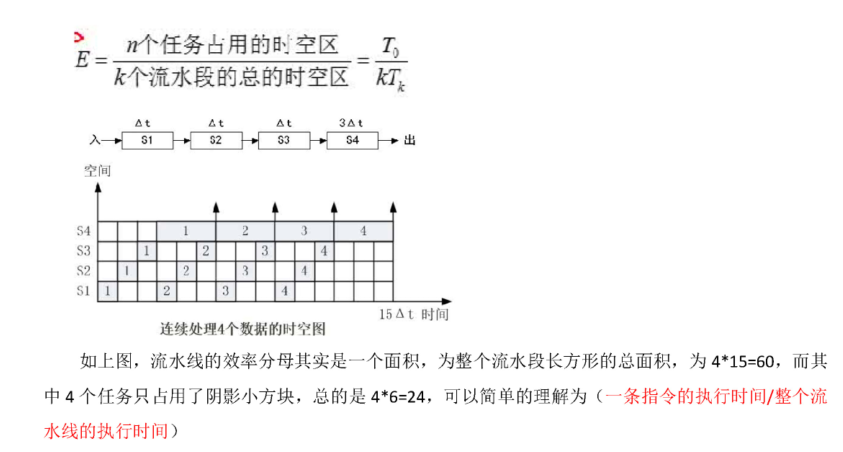 E = n个任务占用的时空区 / k个流水段的总的时空区 = T₀ / kTₖ
Δt Δt Δt 3Δt
入 S1 S2 S3 S4 出
空间
S4 1 2 3 4
S3 1 2 3 4
S2 1 2 3 4
S1 1 2 3 4
15Δt 时间
连续处理4个数据的时空图
如上图，流水线的效率分母其实是一个面积，为整个流水段长方形的总面积，为 4*15=60，而其
中 4 个任务只占用了阴影小方块，总的是 4*6=24，可以简单的理解为（一条指令的执行时间/整个流
水线的执行时间）